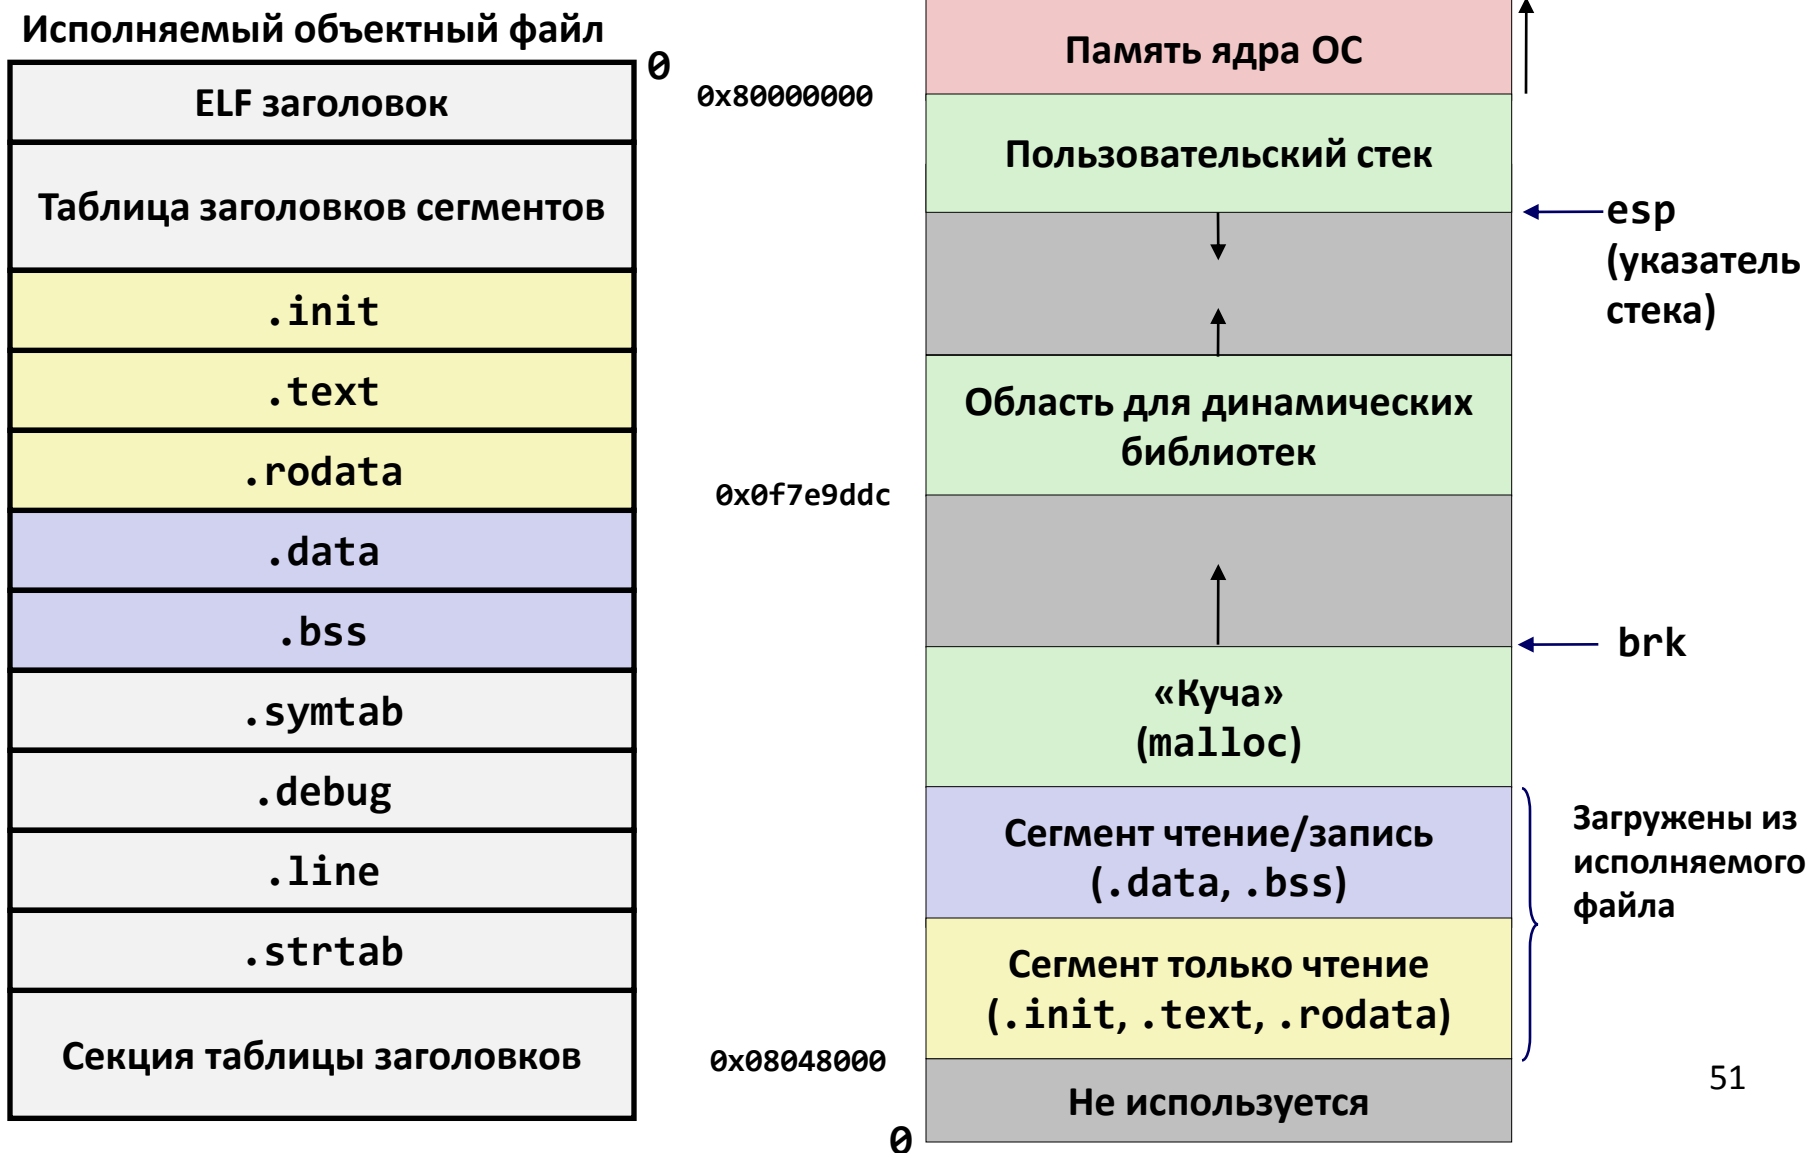 Исполняемый объектный файл
0
ELF заголовок
Таблица заголовков сегментов
.init
.text
.rodata
.data
.bss
.symtab
.debug
.line
.strtab
Секция таблицы заголовков
Память ядра ОС
0x80000000
Пользовательский стек
esp
(указатель
стека)
Область для динамических
библиотек
0x0f7e9ddc
brk
«Куча»
(malloc)
Сегмент чтение/запись
(.data, .bss)
Загружены из
исполняемого
файла
Сегмент только чтение
(.init, .text, .rodata)
0x08048000
Не используется
0
51